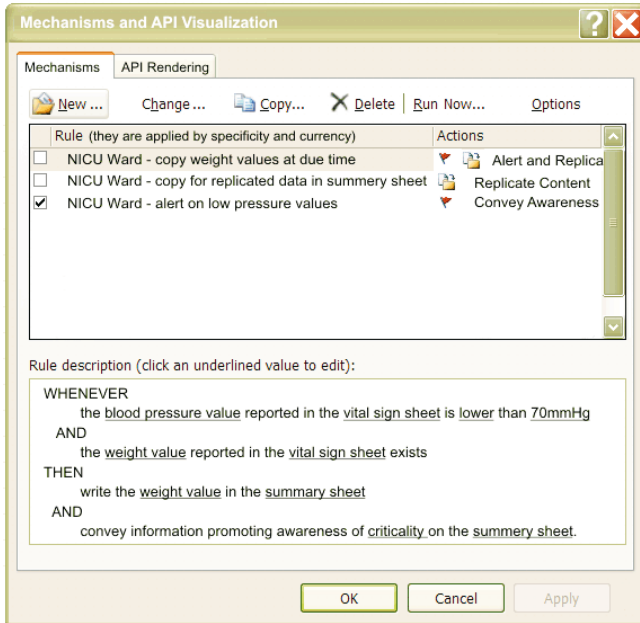 Mechanisms and API Visualization
Mechanisms API Rendering
New ... Change ... Copy... Delete Run Now... Options
Rule (they are applied by specificity and currency) Actions
NICU Ward - copy weight values at due time Alert and Replica
NICU Ward - copy for replicated data in summery sheet Replicate Content
NICU Ward - alert on low pressure values Convey Awareness
Rule description (click an underlined value to edit):
WHENEVER
the blood pressure value reported in the vital sign sheet is lower than 70mmHg
AND
the weight value reported in the vital sign sheet exists
THEN
write the weight value in the summary sheet
AND
convey information promoting awareness of criticality on the summery sheet.
OK Cancel Apply